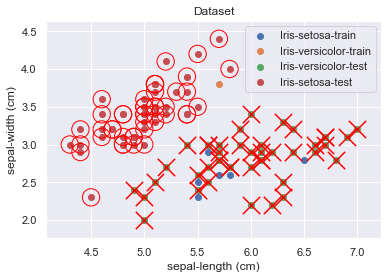 Dataset
Iris-setosa-train
Iris-versicolor-train
Iris-versicolor-test
Iris-setosa-test
sepal-width (cm)
4.5
4.0
3.5
3.0
2.5
2.0
4.5
5.0
5.5
6.0
6.5
7.0
sepal-length (cm)